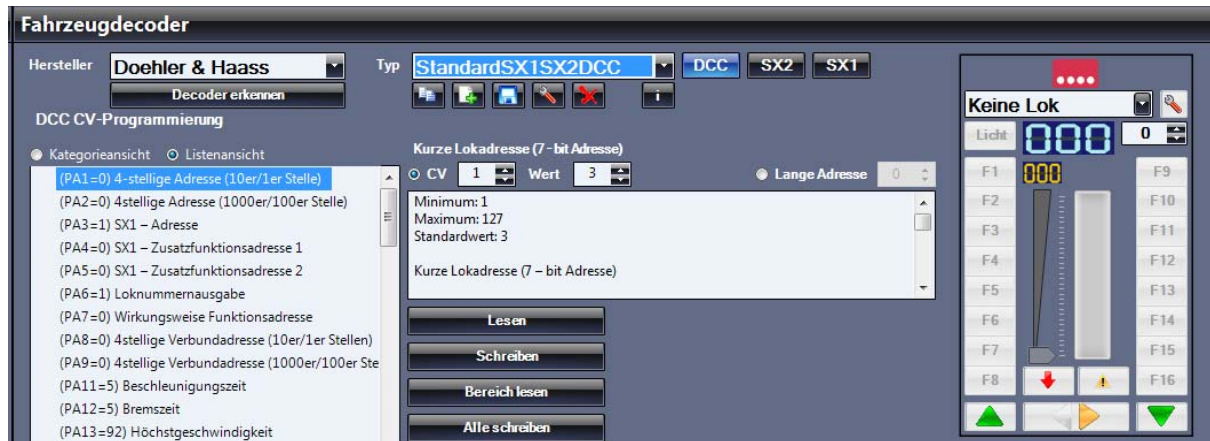 Fahrzeugdecoder
Hersteller Doehler & Haass Typ StandardSX1SX2DCC DCC SX2 SX1
Decoder erkennen i
DCC CV-Programmierung
Kategorieansicht Listenansicht
(PA1=0) 4-stellige Adresse (10er/1er Stelle)
(PA2=0) 4stellige Adresse (1000er/100er Stelle)
(PA3=1) SX1 – Adresse
(PA4=0) SX1 – Zusatzfunktionsadresse 1
(PA5=0) SX1 – Zusatzfunktionsadresse 2
(PA6=1) Loknummernausgabe
(PA7=0) Wirkungsweise Funktionsadresse
(PA8=0) 4stellige Verbundadresse (10er/1er Stellen)
(PA9=0) 4stellige Verbundadresse (1000er/100er Ste
(PA11=5) Beschleunigungszeit
(PA12=5) Bremszeit
(PA13=92) Höchstgeschwindigkeit
Kurze Lokadresse (7-bit Adresse)
CV 1 Wert 3 Lange Adresse 0
Minimum: 1
Maximum: 127
Standardwert: 3
Kurze Lokadresse (7 – bit Adresse)
Lesen
Schreiben
Bereich lesen
Alle schreiben
Keine Lok
Licht 000 0
F1 000 F9
F2 F10
F3 F11
F4 F12
F5 F13
F6 F14
F7 F15
F8 F16